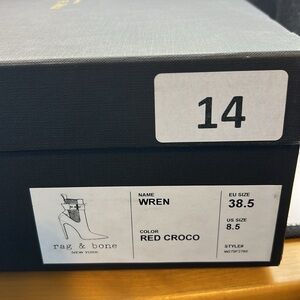 14
NAME
WREN
COLOR
RED CROCO
EU SIZE
38.5
US SIZE
8.5
STYLE#
rag & bone
NEW YORK